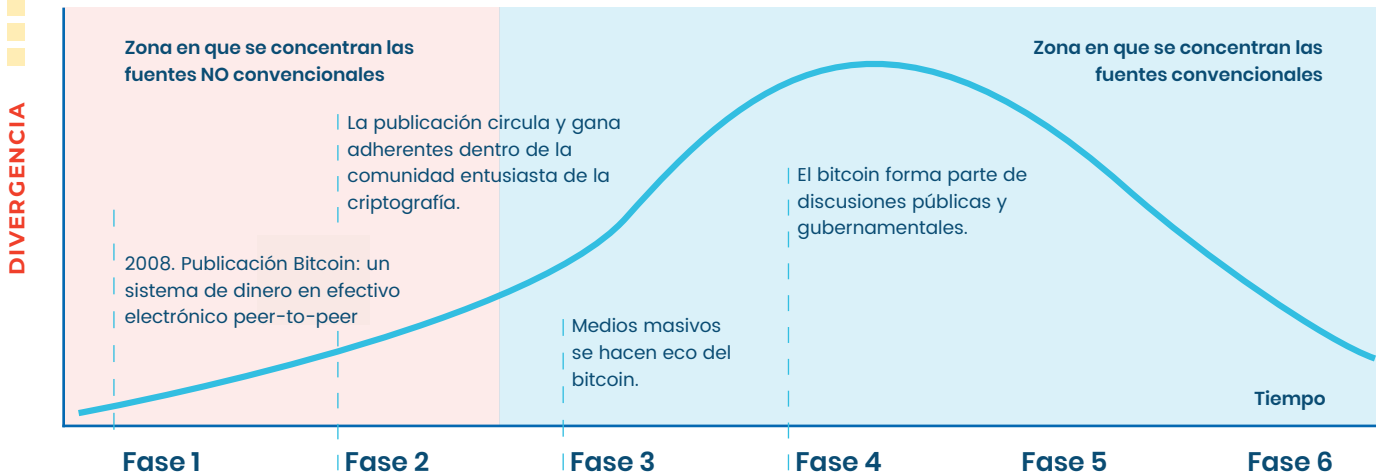 DIVERGENCIA
Zona en que se concentran las
fuentes NO convencionales
Zona en que se concentran las
fuentes convencionales
La publicación circula y gana
adherentes dentro de la
comunidad entusiasta de la
criptografía.
El bitcoin forma parte de
discusiones públicas y
gubernamentales.
2008. Publicación Bitcoin: un
sistema de dinero en efectivo
electrónico peer-to-peer
Medios masivos
se hacen eco del
bitcoin.
Tiempo
Fase 1
Fase 2
Fase 3
Fase 4
Fase 5
Fase 6